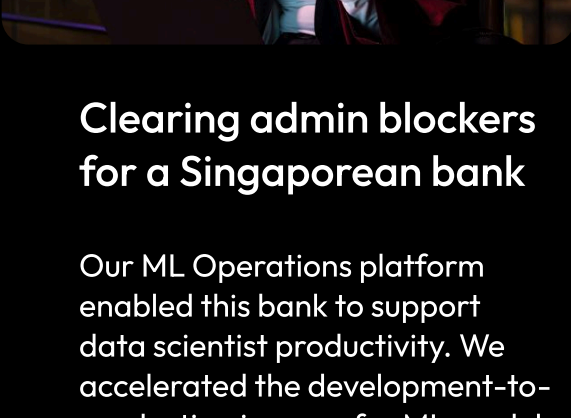 Clearing admin blockers
for a Singaporean bank
Our ML Operations platform
enabled this bank to support
data scientist productivity. We
accelerated the development-to-